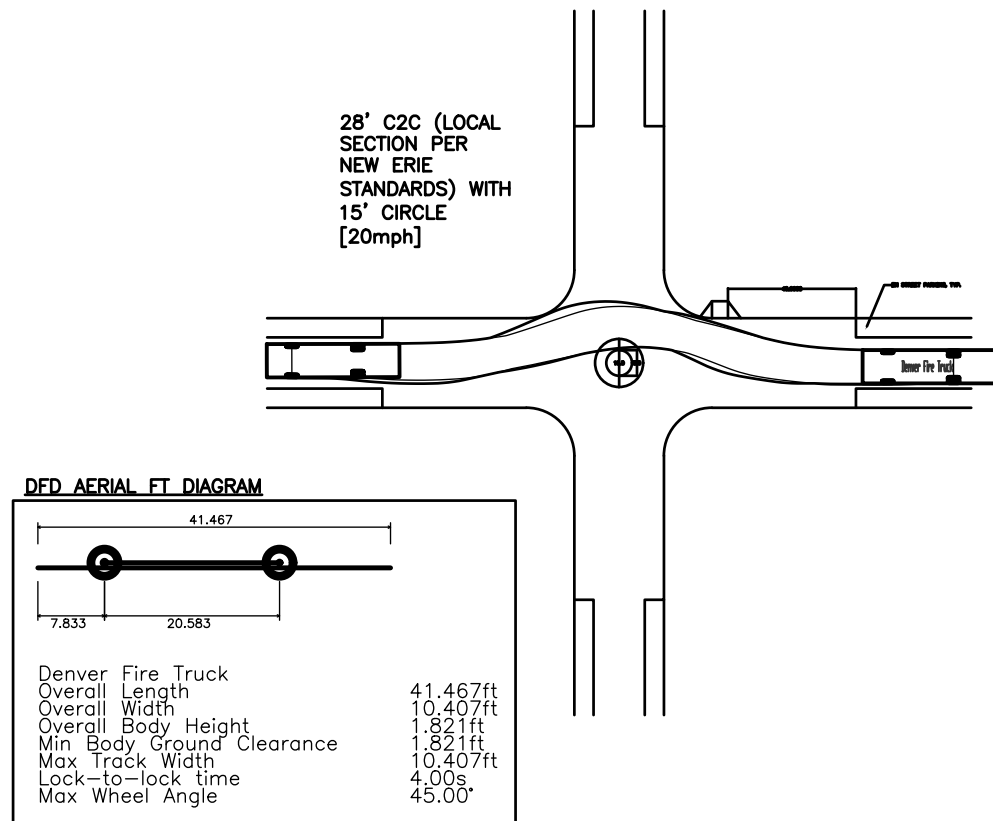 28' C2C (LOCAL
SECTION PER
NEW ERIE
STANDARDS) WITH
15' CIRCLE
[20mph]
STREET PARKING, TYP.
Denver Fire Truck
DFD AERIAL FT DIAGRAM
41.467
7.833
20.583
Denver Fire Truck
Overall Length 41.467ft
Overall Width 10.407ft
Overall Body Height 1.821ft
Min Body Ground Clearance 1.821ft
Max Track Width 10.407ft
Lock-to-lock time 4.00s
Max Wheel Angle 45.00°